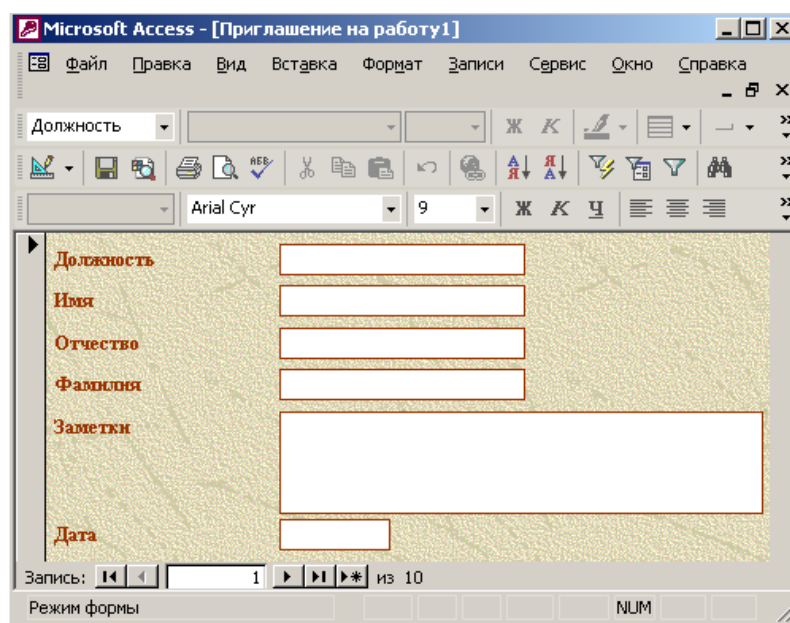 Microsoft Access - [Приглашение на работу1]
Файл Правка Вид Вставка Формат Записи Сервис Окно Справка
Должность Ж К
АБВ А Я Я А
Arial Cyr 9 Ж К Ч
Должность
Имя
Отчество
Фамилия
Заметки
Дата
Запись: 1 из 10
Режим формы NUM